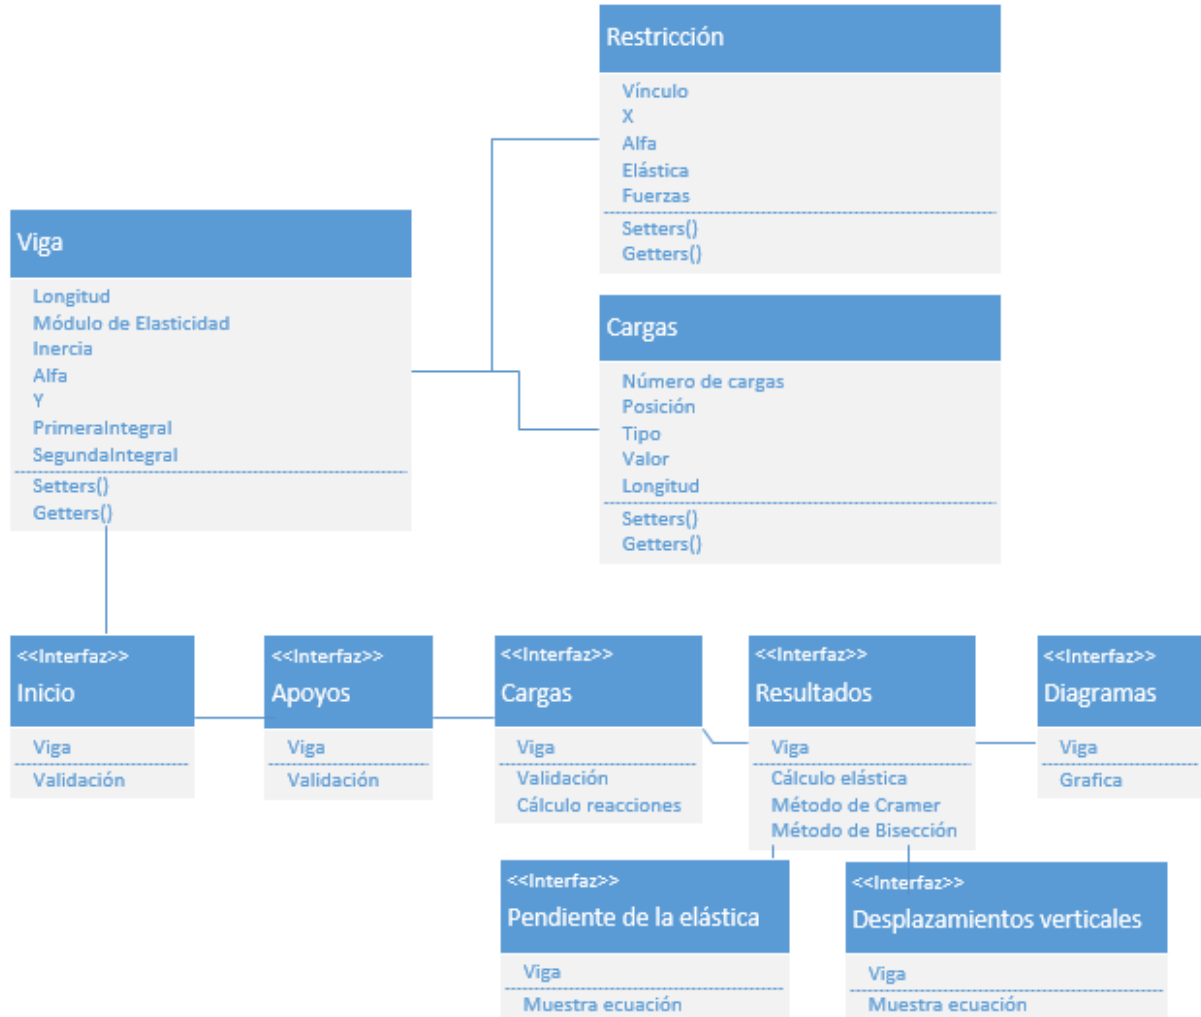 Restricción
Vínculo
X
Alfa
Elástica
Fuerzas
Setters()
Getters()
Viga
Longitud
Módulo de Elasticidad
Inercia
Alfa
Y
PrimeraIntegral
SegundaIntegral
Setters()
Getters()
Cargas
Número de cargas
Posición
Tipo
Valor
Longitud
Setters()
Getters()
<<Interfaz>>
Inicio
Viga
Validación
<<Interfaz>>
Apoyos
Viga
Validación
<<Interfaz>>
Cargas
Viga
Validación
Cálculo reacciones
<<Interfaz>>
Resultados
Viga
Cálculo elástica
Método de Cramer
Método de Bisección
<<Interfaz>>
Diagramas
Viga
Grafica
<<Interfaz>>
Pendiente de la elástica
Viga
Muestra ecuación
<<Interfaz>>
Desplazamientos verticales
Viga
Muestra ecuación